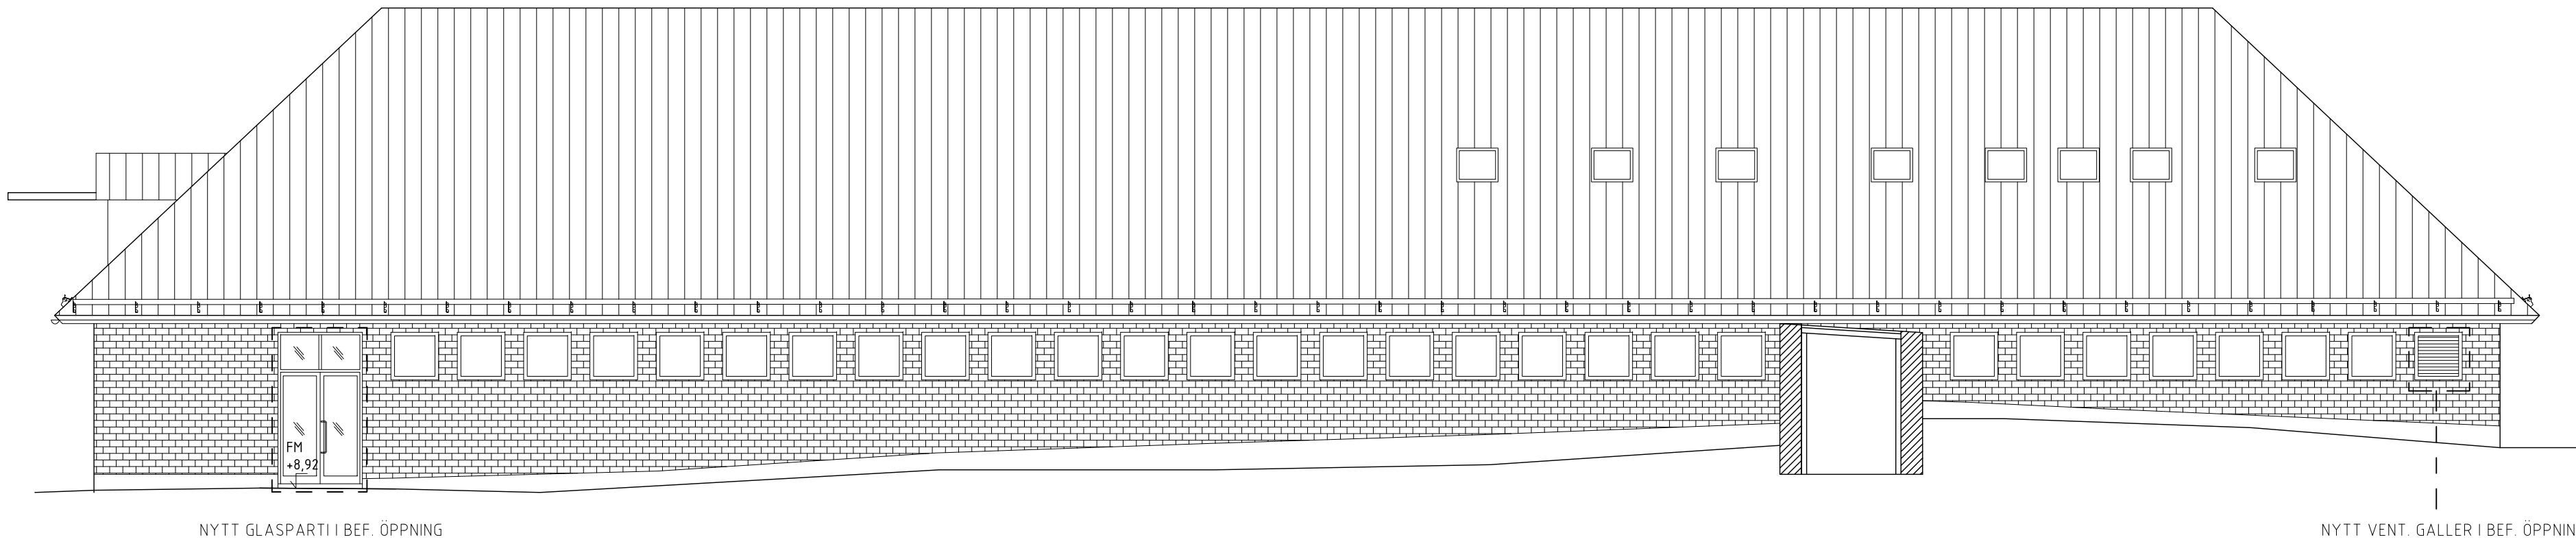 FM
+8,92
NYTT GLASPARTI I BEF. ÖPPNING
NYTT VENT. GALLER I BEF. ÖPPNIN